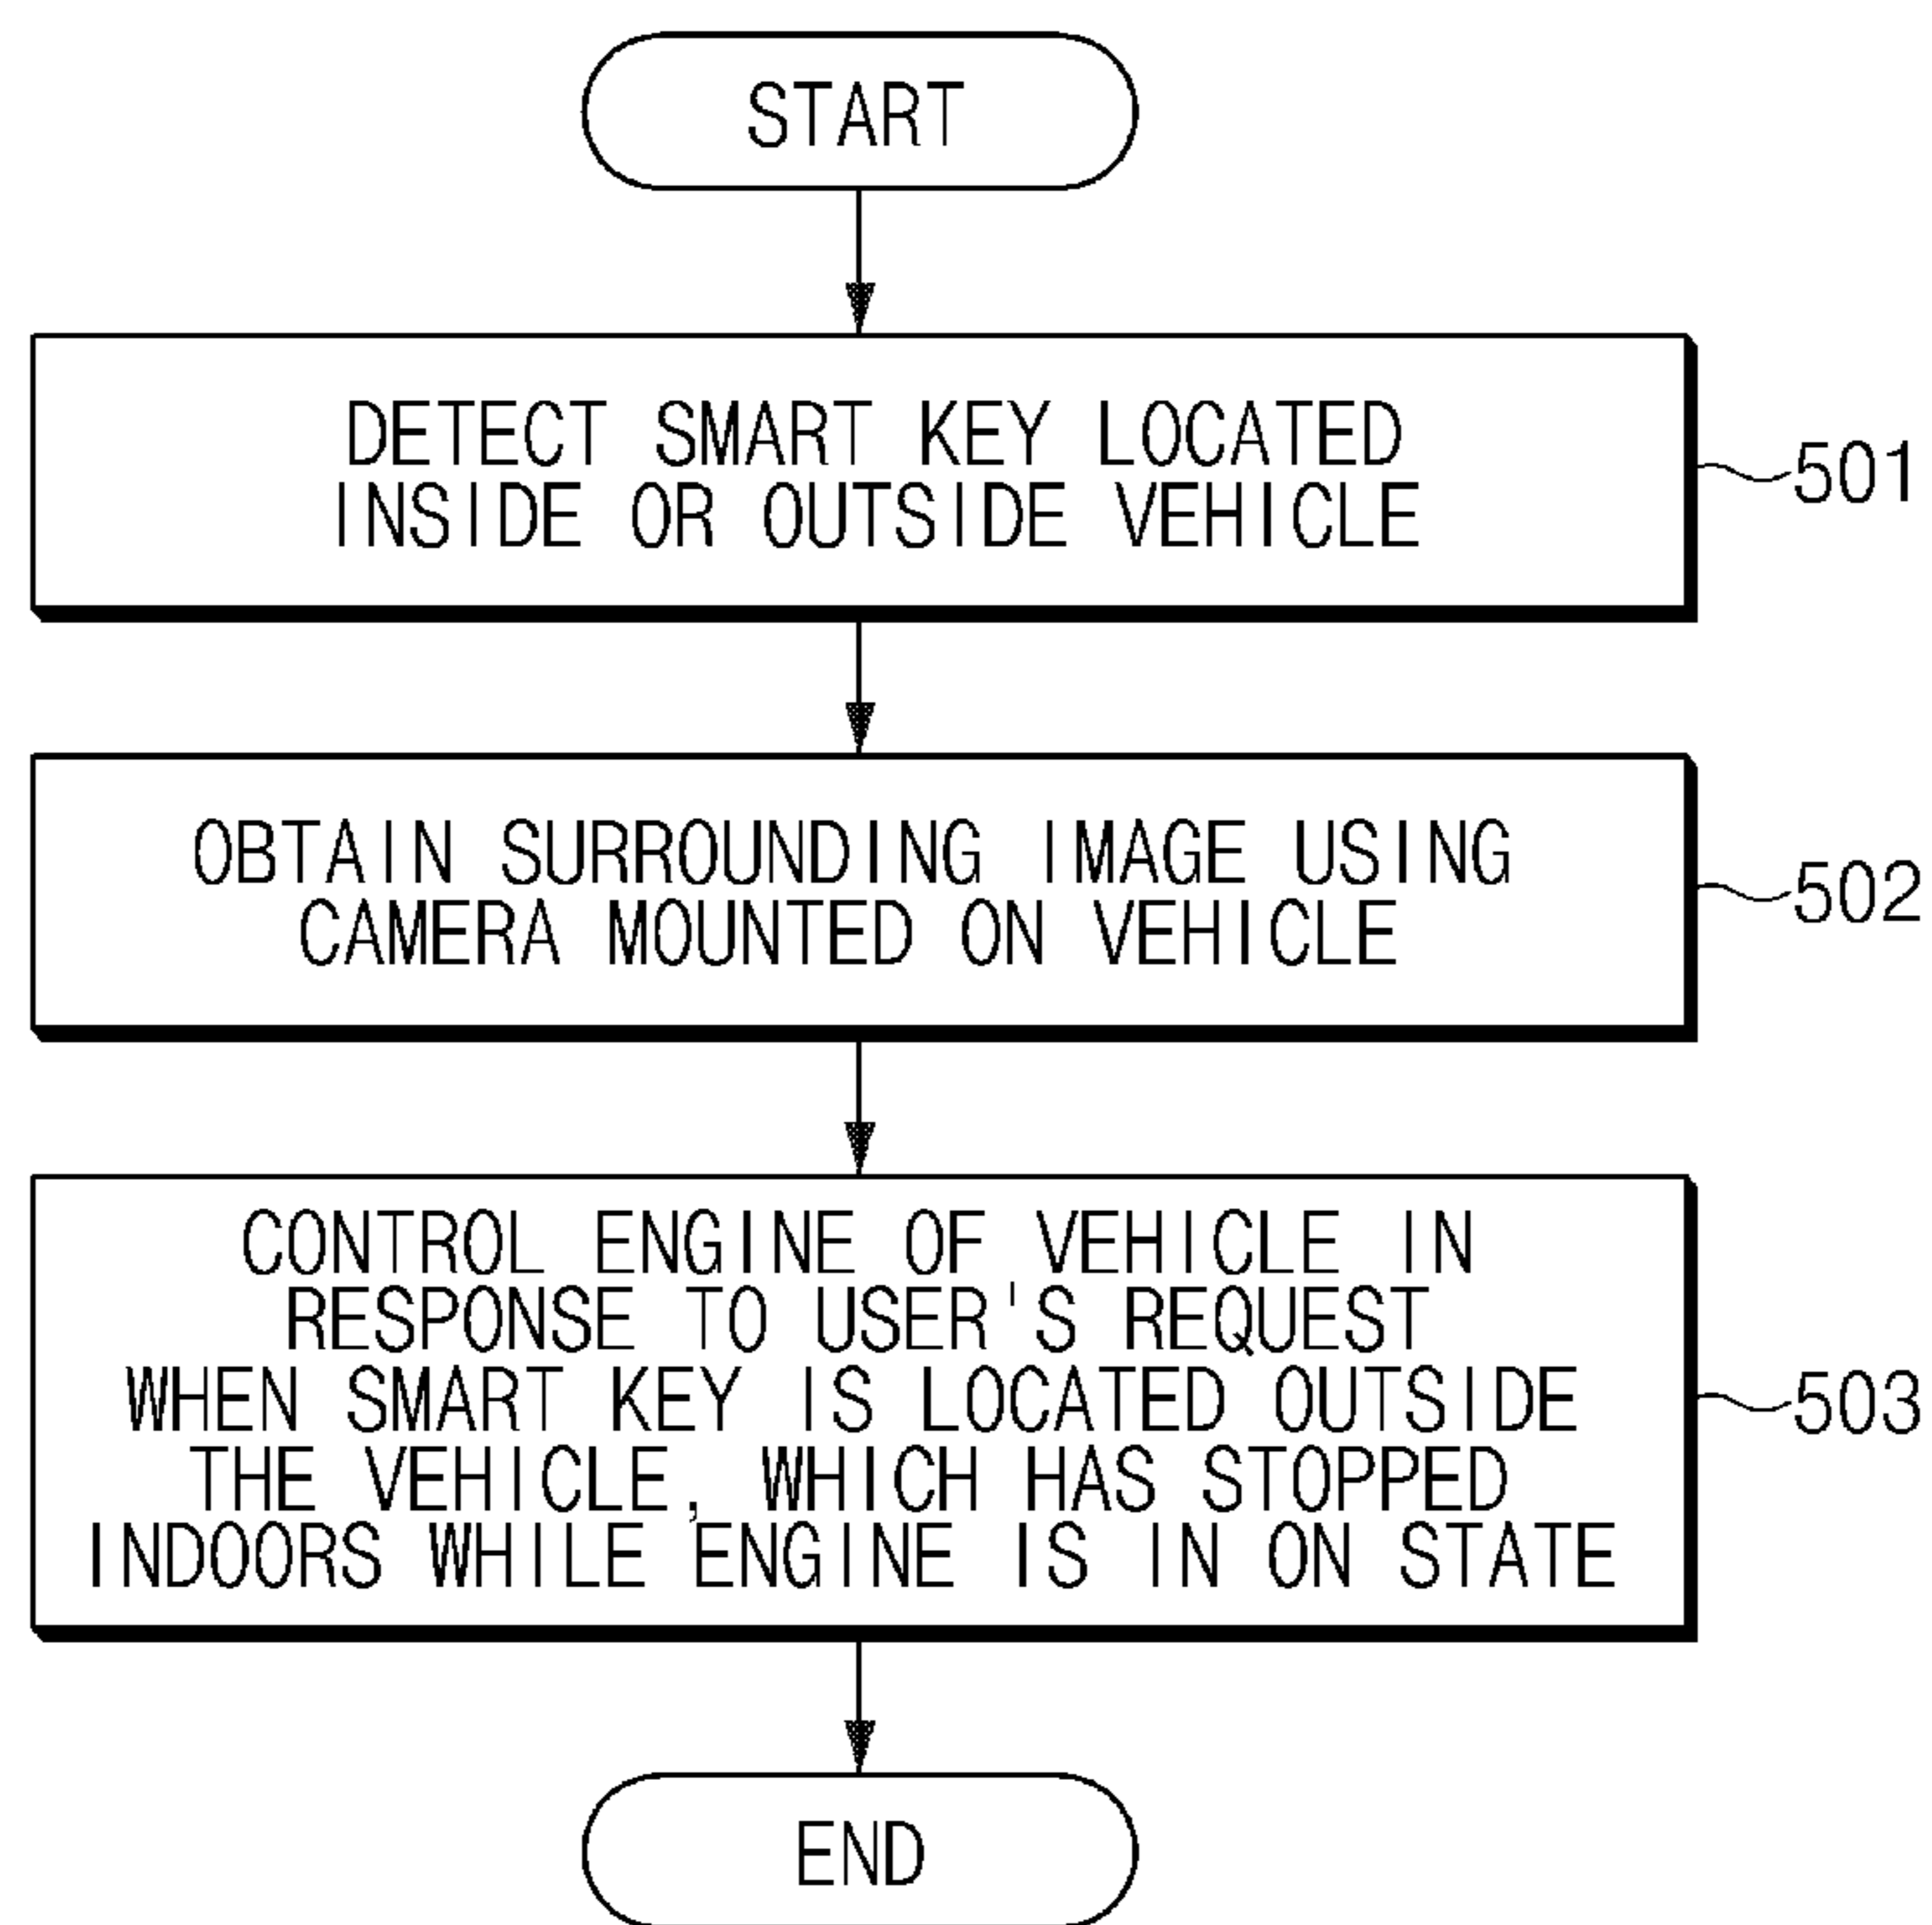 START
DETECT SMART KEY LOCATED
INSIDE OR OUTSIDE VEHICLE
501
OBTAIN SURROUNDING IMAGE USING
CAMERA MOUNTED ON VEHICLE
502
CONTROL ENGINE OF VEHICLE IN
RESPONSE TO USER'S REQUEST
WHEN SMART KEY IS LOCATED OUTSIDE
THE VEHICLE, WHICH HAS STOPPED
INDOORS WHILE ENGINE IS IN ON STATE
503
END